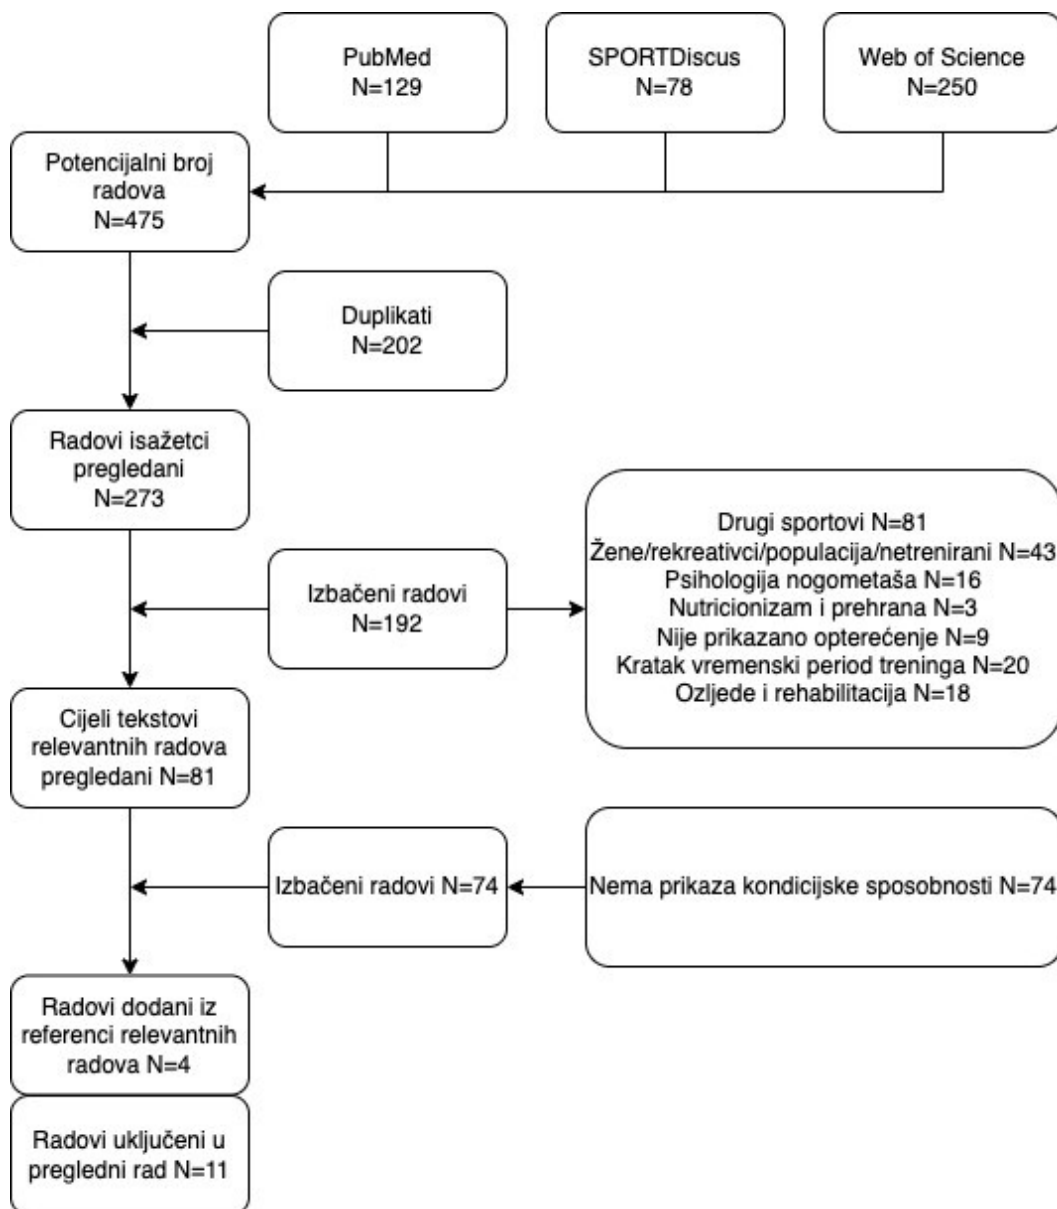 PubMed
N=129
SPORTDiscus
N=78
Web of Science
N=250
Potencijalni broj
radova
N=475
Duplikati
N=202
Radovi isažetci
pregledani
N=273
Izbačeni radovi
N=192
Drugi sportovi N=81
Žene/rekreativci/populacija/netrenirani N=43
Psihologija nogometaša N=16
Nutricionizam i prehrana N=3
Nije prikazano opterećenje N=9
Kratak vremenski period treninga N=20
Ozljede i rehabilitacija N=18
Cijeli tekstovi
relevantnih radova
pregledani N=81
Izbačeni radovi N=74
Nema prikaza kondicijske sposobnosti N=74
Radovi dodani iz
referenci relevantnih
radova N=4
Radovi uključeni u
pregledni rad N=11